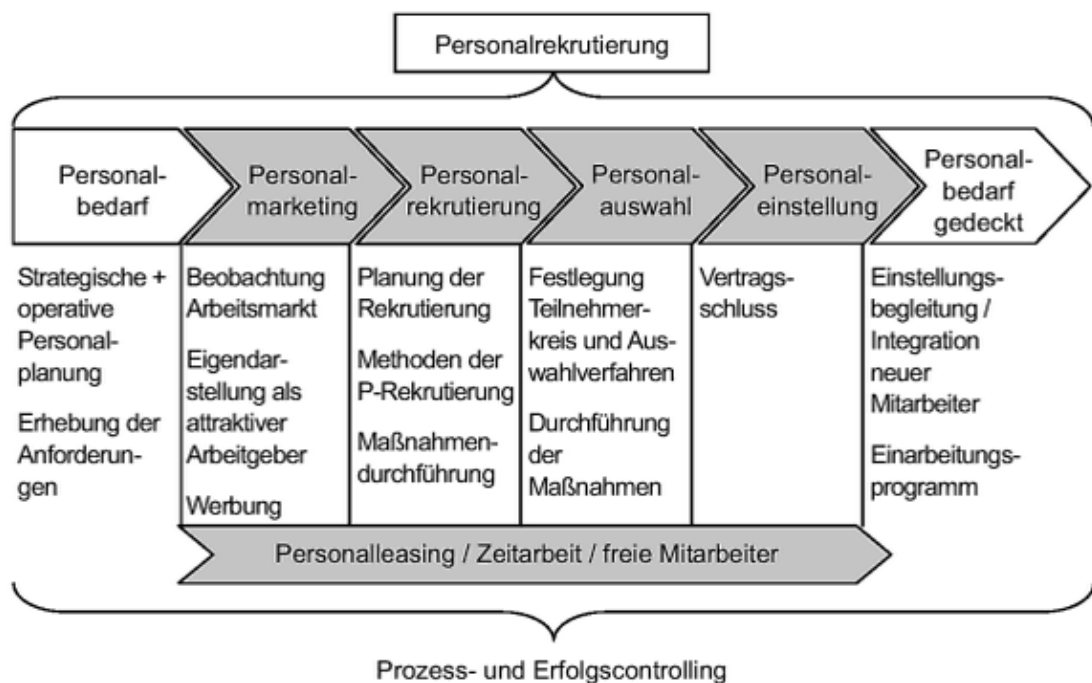 Personalrekrutierung
Personal-
bedarf
Personal-
marketing
Personal-
rekrutierung
Personal-
auswahl
Personal-
einstellung
Personal-
bedarf
gedeckt
Strategische +
operative
Personal-
planung
Erhebung der
Anforderun-
gen
Beobachtung
Arbeitsmarkt
Eigendar-
stellung als
attraktiver
Arbeitgeber
Werbung
Planung der
Rekrutierung
Methoden der
P-Rekrutierung
Maßnahmen-
durchführung
Festlegung
Teilnehmer-
kreis und Aus-
wahlverfahren
Durchführung
der
Maßnahmen
Vertrags-
schluss
Einstellungs-
begleitung /
Integration
neuer
Mitarbeiter
Einarbeitungs-
programm
Personalleasing / Zeitarbeit / freie Mitarbeiter
Prozess- und Erfolgscontrolling